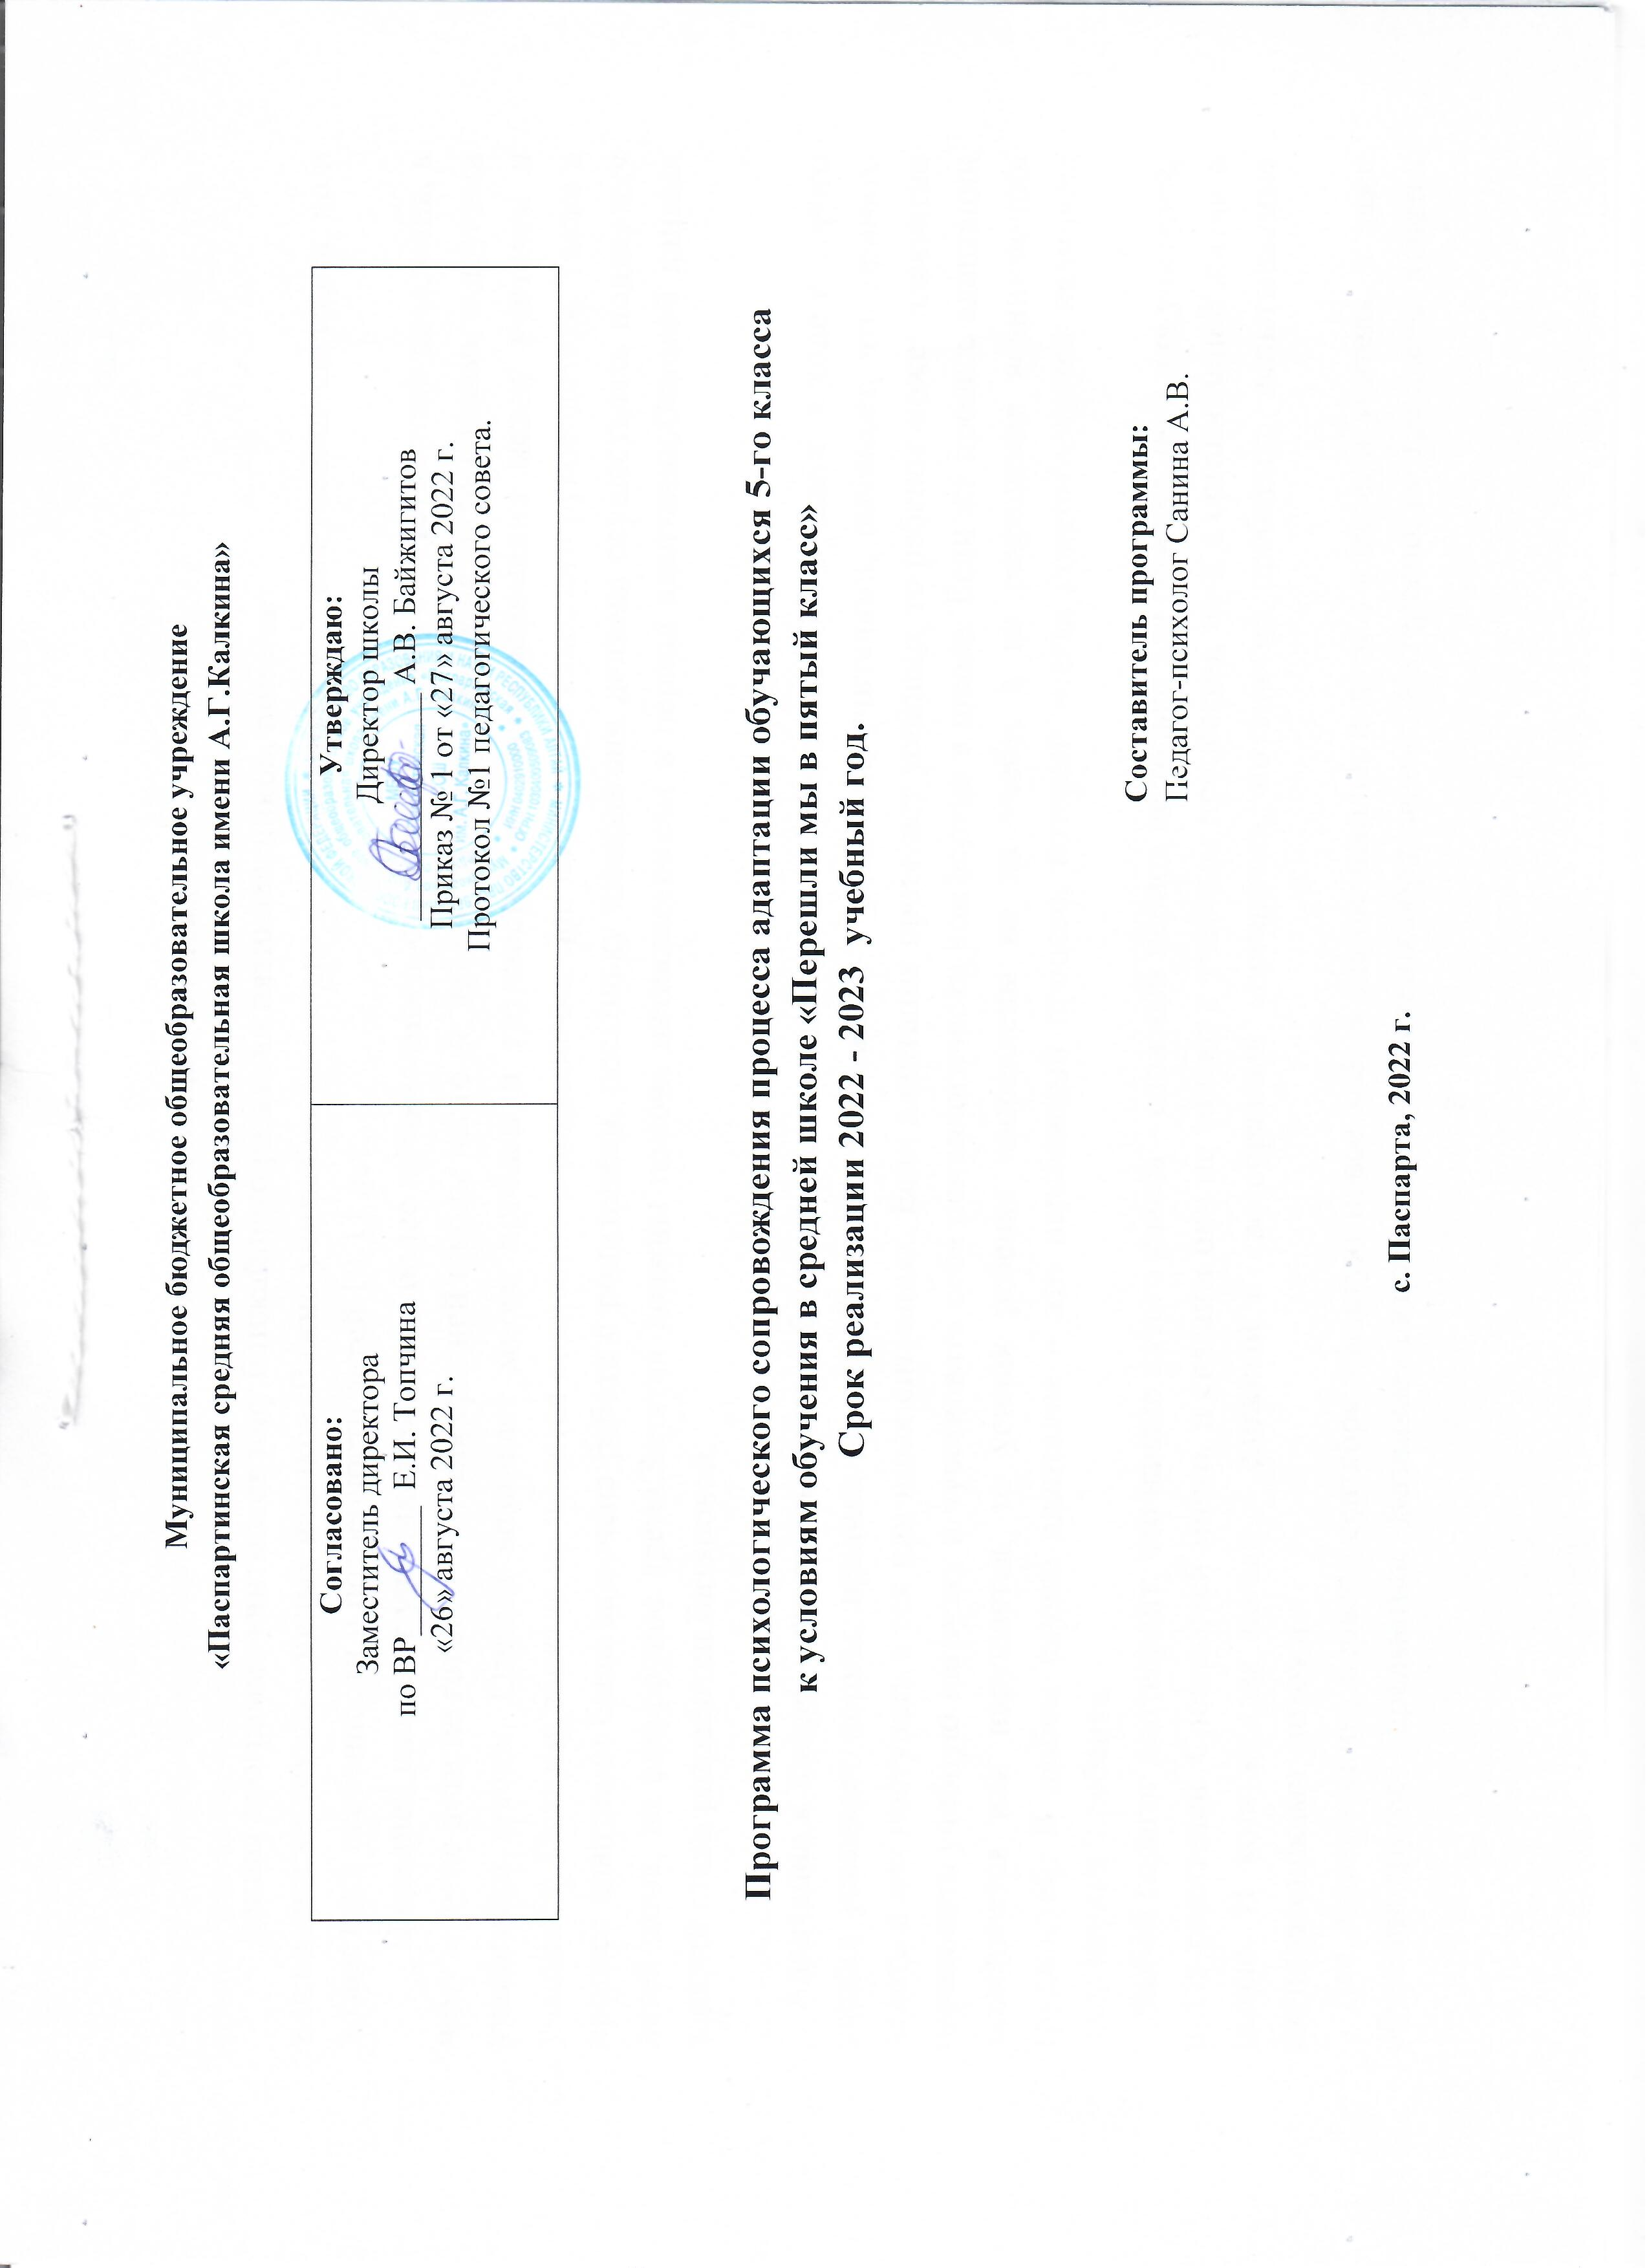 Муниципальное бюджетное общеобразовательное учреждение
«Паспартинская средняя общеобразовательная школа имени А.Г.Калкина»
Согласовано:
Заместитель директора
по ВР ________ Е.И. Топчина
«26» августа 2022 г.
Утверждаю:
Директор школы
______________ А.В. Байжигитов
Приказ № 1 от «27» августа 2022 г.
Протокол №1 педагогического совета.
Программа психологического сопровождения процесса адаптации обучающихся 5-го класса
к условиям обучения в средней школе «Перешли мы в пятый класс»
Срок реализации 2022 - 2023 учебный год.
Составитель программы:
Педагог-психолог Санина А.В.
с. Паспарта, 2022 г.